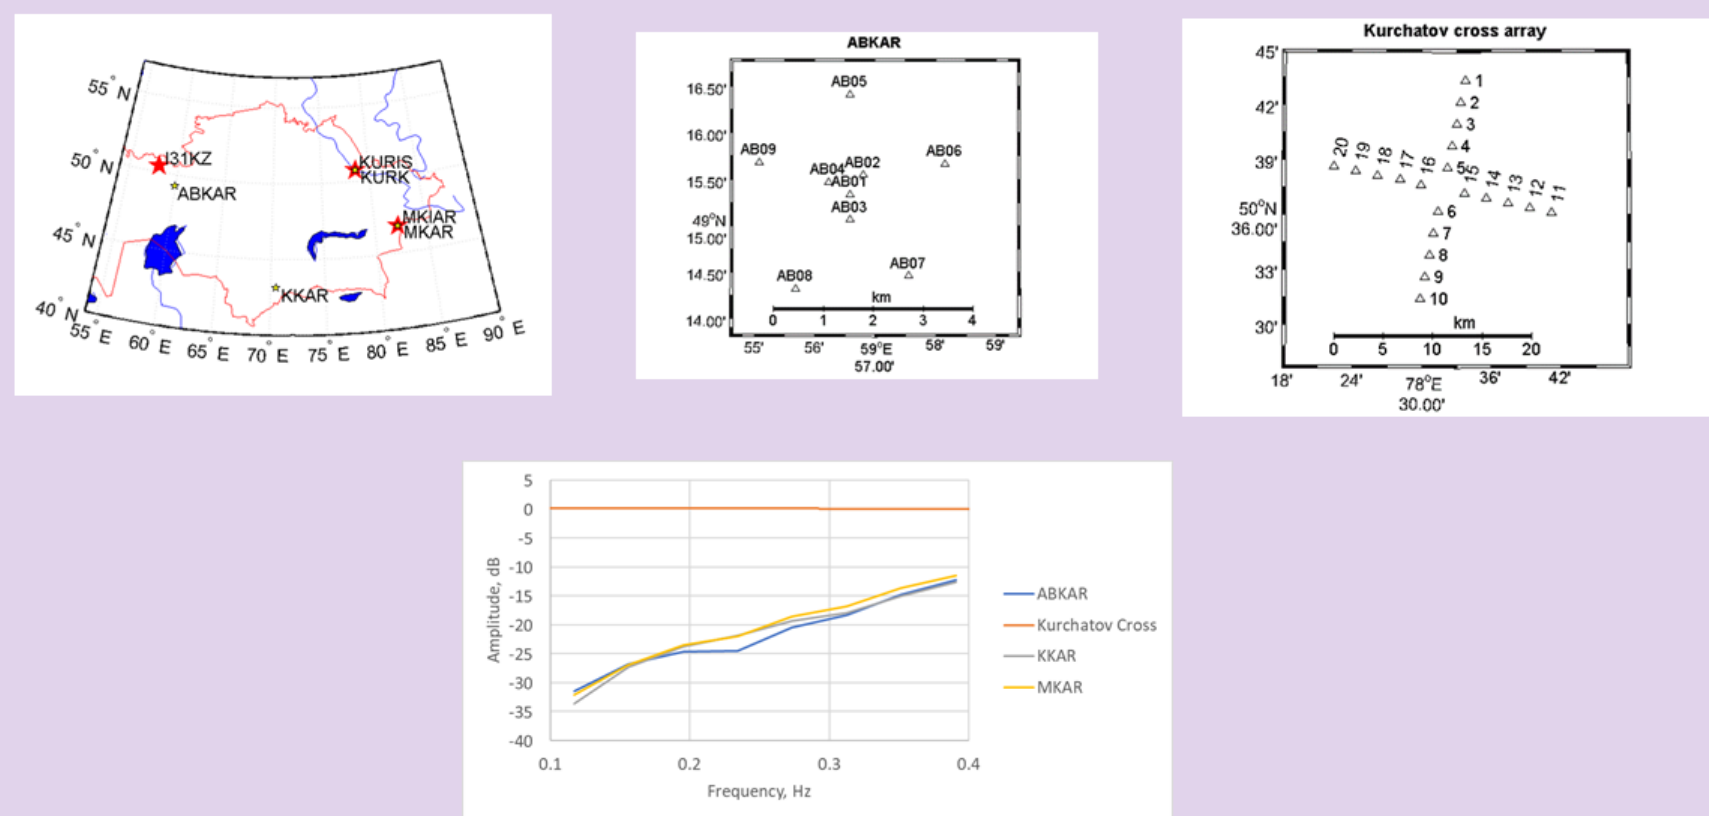 55° N
50° N
45° N
40° N
55° E
60° E
65° E
70° E
75° E
80° E
85° E
90° E
I31KZ
ABKAR
KURIS
KURK
MKIAR
MKAR
KKAR
ABKAR
16.50'
16.00'
15.50'
49°N
15.00'
14.50'
14.00'
AB05
AB09
AB06
AB02
AB04
AB01
AB03
AB07
AB08
km
0 1 2 3 4
55' 56' 59°E 58' 59'
57.00'
Kurchatov cross array
45'
42'
39'
50°N
36.00'
33'
30'
1
2
3
4
5
6
7
8
9
10
20 19 18 17 16 15 14 13 12 11
km
0 5 10 15 20
18' 24' 78°E 36' 42'
30.00'
5
0
-5
-10
-15
-20
-25
-30
-35
-40
Amplitude, dB
0.1 0.2 0.3 0.4
Frequency, Hz
ABKAR
Kurchatov Cross
KKAR
MKAR